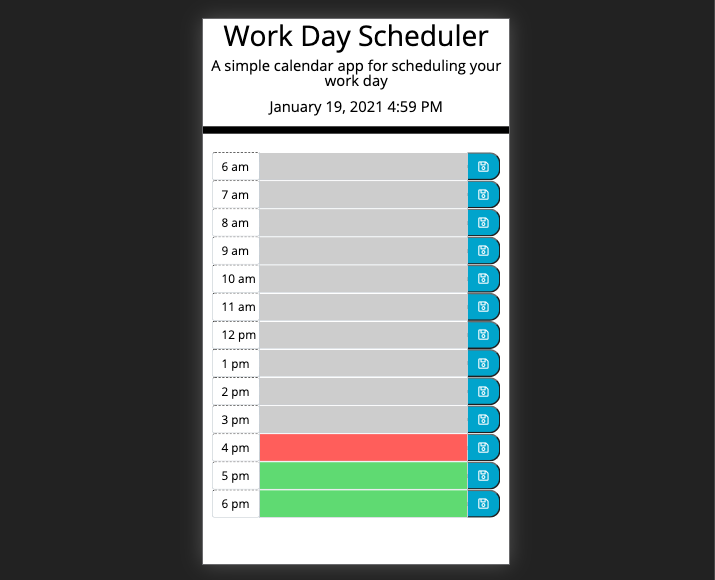 Work Day Scheduler
A simple calendar app for scheduling your
work day
January 19, 2021 4:59 PM
6 am
7 am
8 am
9 am
10 am
11 am
12 pm
1 pm
2 pm
3 pm
4 pm
5 pm
6 pm